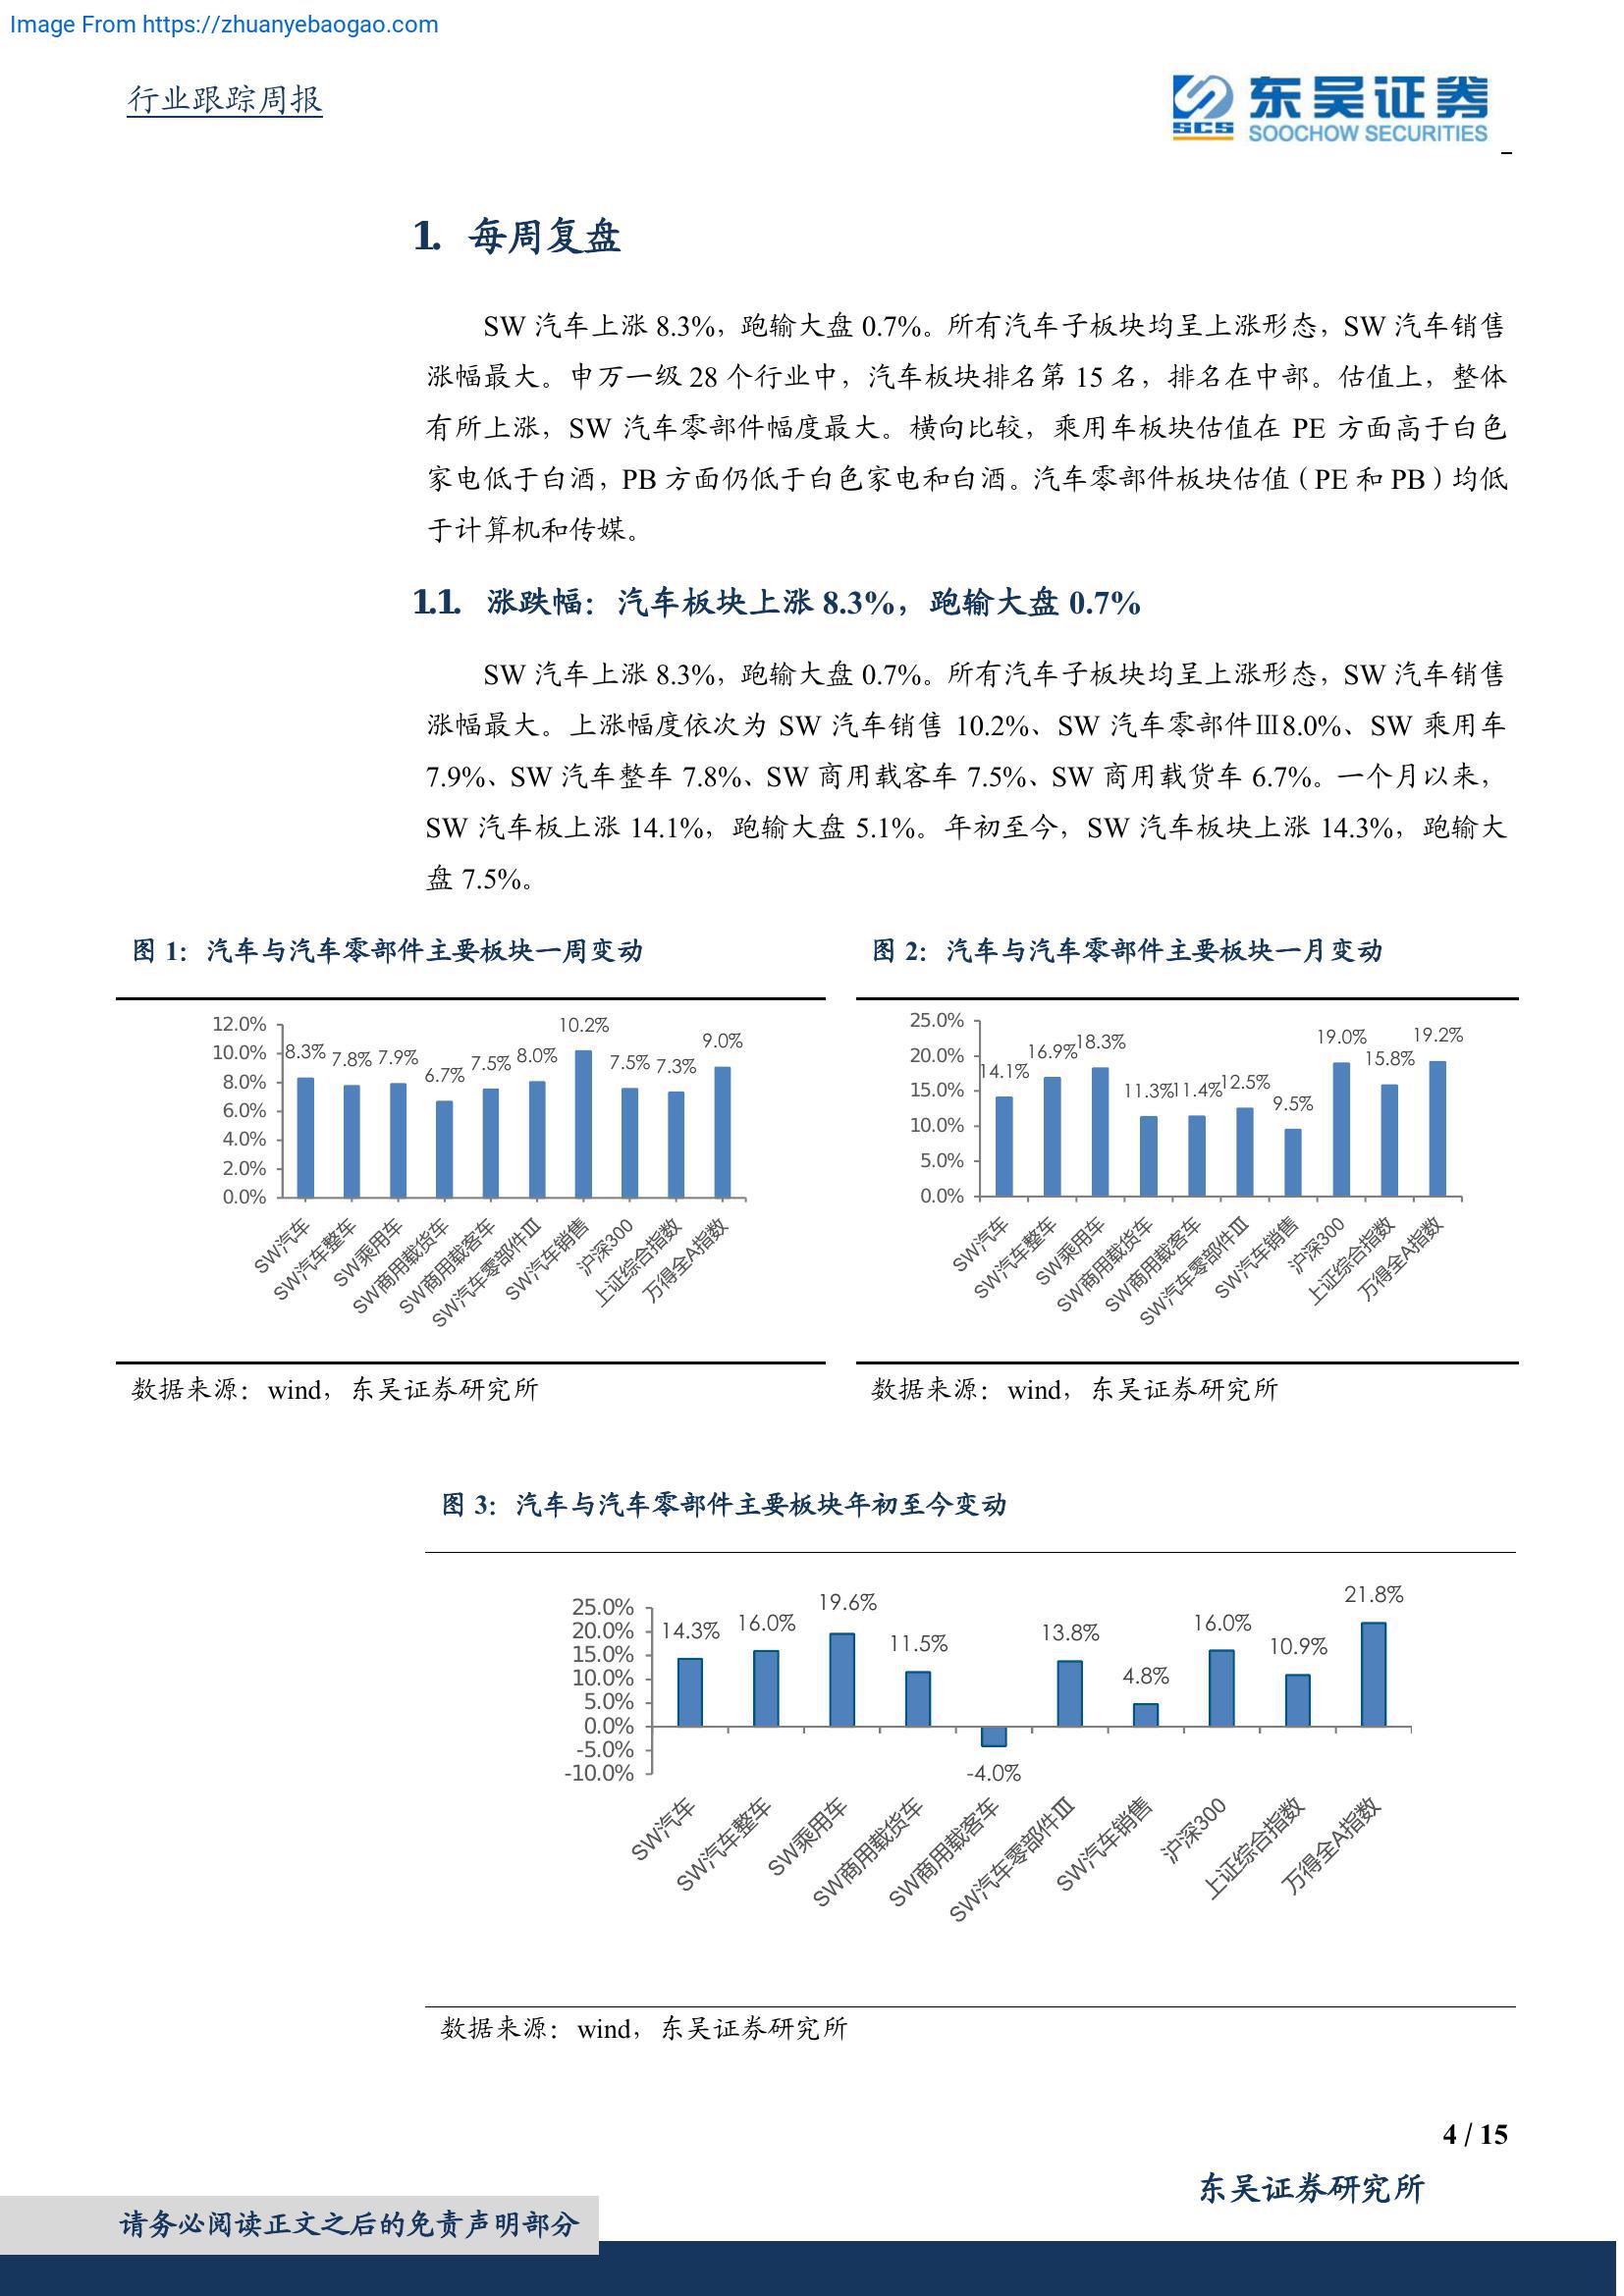 Image From https://zhuanyebaogao.com
行业跟踪周报
东吴证券
SCS
SOOCHOW SECURITIES
1. 每周复盘
SW 汽车上涨 8.3%，跑输大盘 0.7%。所有汽车子板块均呈上涨形态，SW 汽车销售
涨幅最大。申万一级 28 个行业中，汽车板块排名第 15 名，排名在中部。估值上，整体
有所上涨，SW 汽车零部件幅度最大。横向比较，乘用车板块估值在 PE 方面高于白色
家电低于白酒，PB 方面仍低于白色家电和白酒。汽车零部件板块估值（PE 和 PB）均低
于计算机和传媒。
1.1. 涨跌幅：汽车板块上涨 8.3%，跑输大盘 0.7%
SW 汽车上涨 8.3%，跑输大盘 0.7%。所有汽车子板块均呈上涨形态，SW 汽车销售
涨幅最大。上涨幅度依次为 SW 汽车销售 10.2%、SW 汽车零部件Ⅲ8.0%、SW 乘用车
7.9%、SW 汽车整车 7.8%、SW 商用载客车 7.5%、SW 商用载货车 6.7%。一个月以来，
SW 汽车板上涨 14.1%，跑输大盘 5.1%。年初至今，SW 汽车板块上涨 14.3%，跑输大
盘 7.5%。
图 1：汽车与汽车零部件主要板块一周变动
12.0%
10.0%
8.0%
6.0%
4.0%
2.0%
0.0%
8.3% 7.8% 7.9% 6.7% 7.5% 8.0% 10.2% 7.5% 7.3% 9.0%
SW汽车
SW汽车整车
SW乘用车
SW商用载货车
SW商用载客车
SW汽车零部件Ⅲ
SW汽车销售
沪深300
上证综合指数
万得全A指数
数据来源：wind，东吴证券研究所
图 2：汽车与汽车零部件主要板块一月变动
25.0%
20.0%
15.0%
10.0%
5.0%
0.0%
14.1% 16.9% 18.3% 11.3% 11.4% 12.5% 9.5% 19.0% 15.8% 19.2%
SW汽车
SW汽车整车
SW乘用车
SW商用载货车
SW商用载客车
SW汽车零部件Ⅲ
SW汽车销售
沪深300
上证综合指数
万得全A指数
数据来源：wind，东吴证券研究所
图 3：汽车与汽车零部件主要板块年初至今变动
25.0%
20.0%
15.0%
10.0%
5.0%
0.0%
-5.0%
-10.0%
14.3% 16.0% 19.6% 11.5% -4.0% 13.8% 4.8% 16.0% 10.9% 21.8%
SW汽车
SW汽车整车
SW乘用车
SW商用载货车
SW商用载客车
SW汽车零部件Ⅲ
SW汽车销售
沪深300
上证综合指数
万得全A指数
数据来源：wind，东吴证券研究所
4 / 15
东吴证券研究所
请务必阅读正文之后的免责声明部分